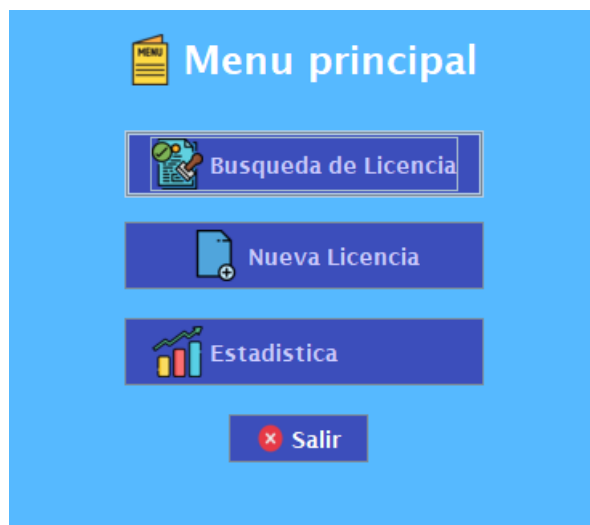 MENU
Menu principal
Busqueda de Licencia
Nueva Licencia
Estadistica
Salir